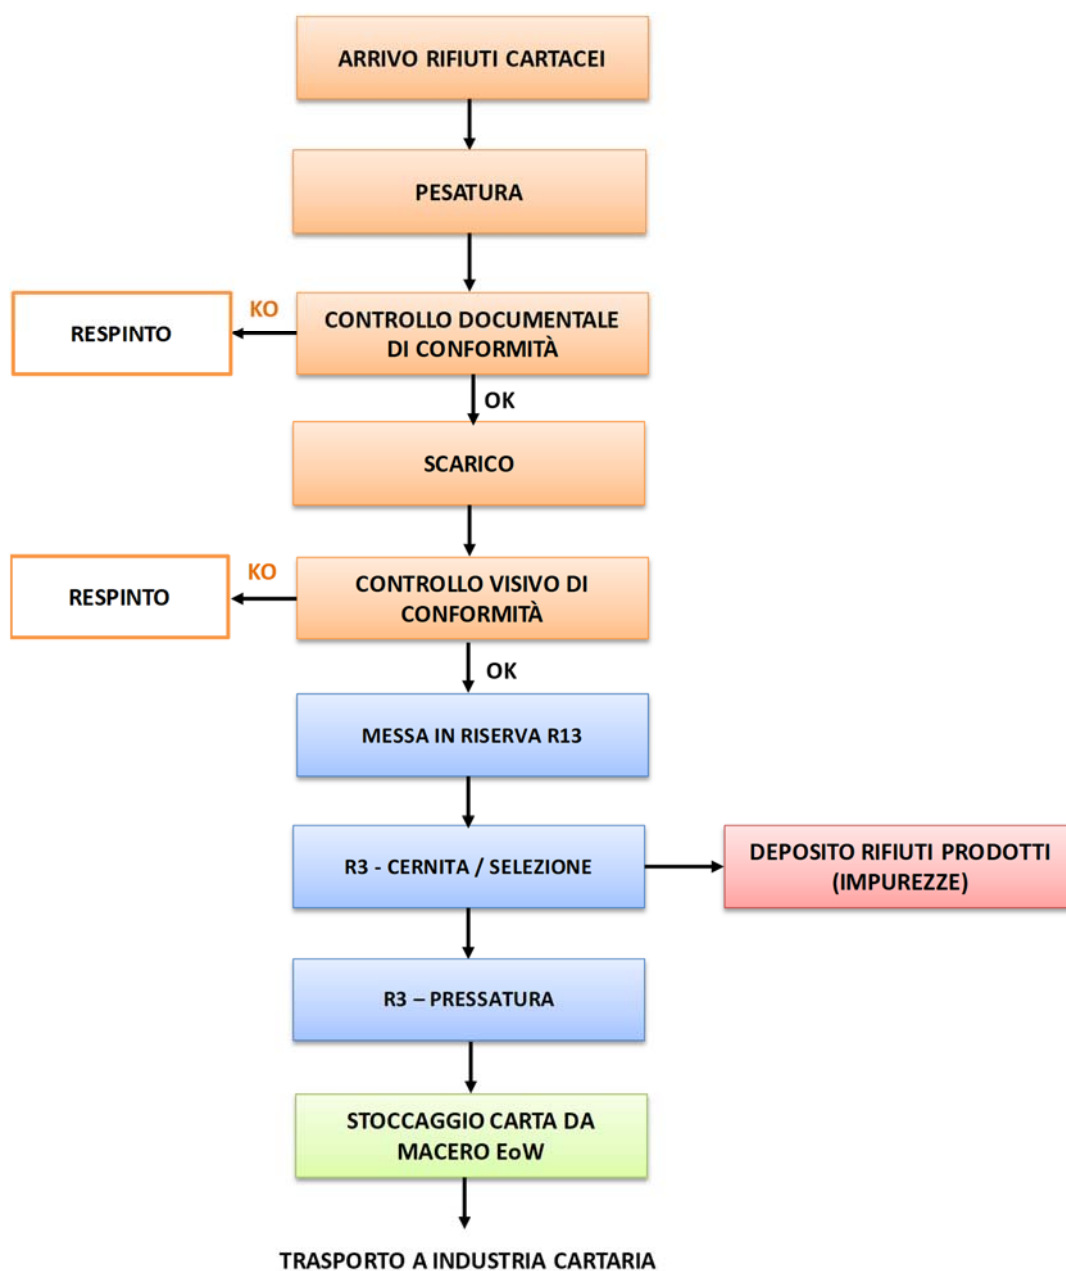 ARRIVO RIFIUTI CARTACEI
PESATURA
CONTROLLO DOCUMENTALE
DI CONFORMITÀ
KO
RESPINTO
OK
SCARICO
CONTROLLO VISIVO DI
CONFORMITÀ
KO
RESPINTO
OK
MESSA IN RISERVA R13
R3 - CERNITA / SELEZIONE
DEPOSITO RIFIUTI PRODOTTI
(IMPUREZZE)
R3 – PRESSATURA
STOCCAGGIO CARTA DA
MACERO EoW
TRASPORTO A INDUSTRIA CARTARIA